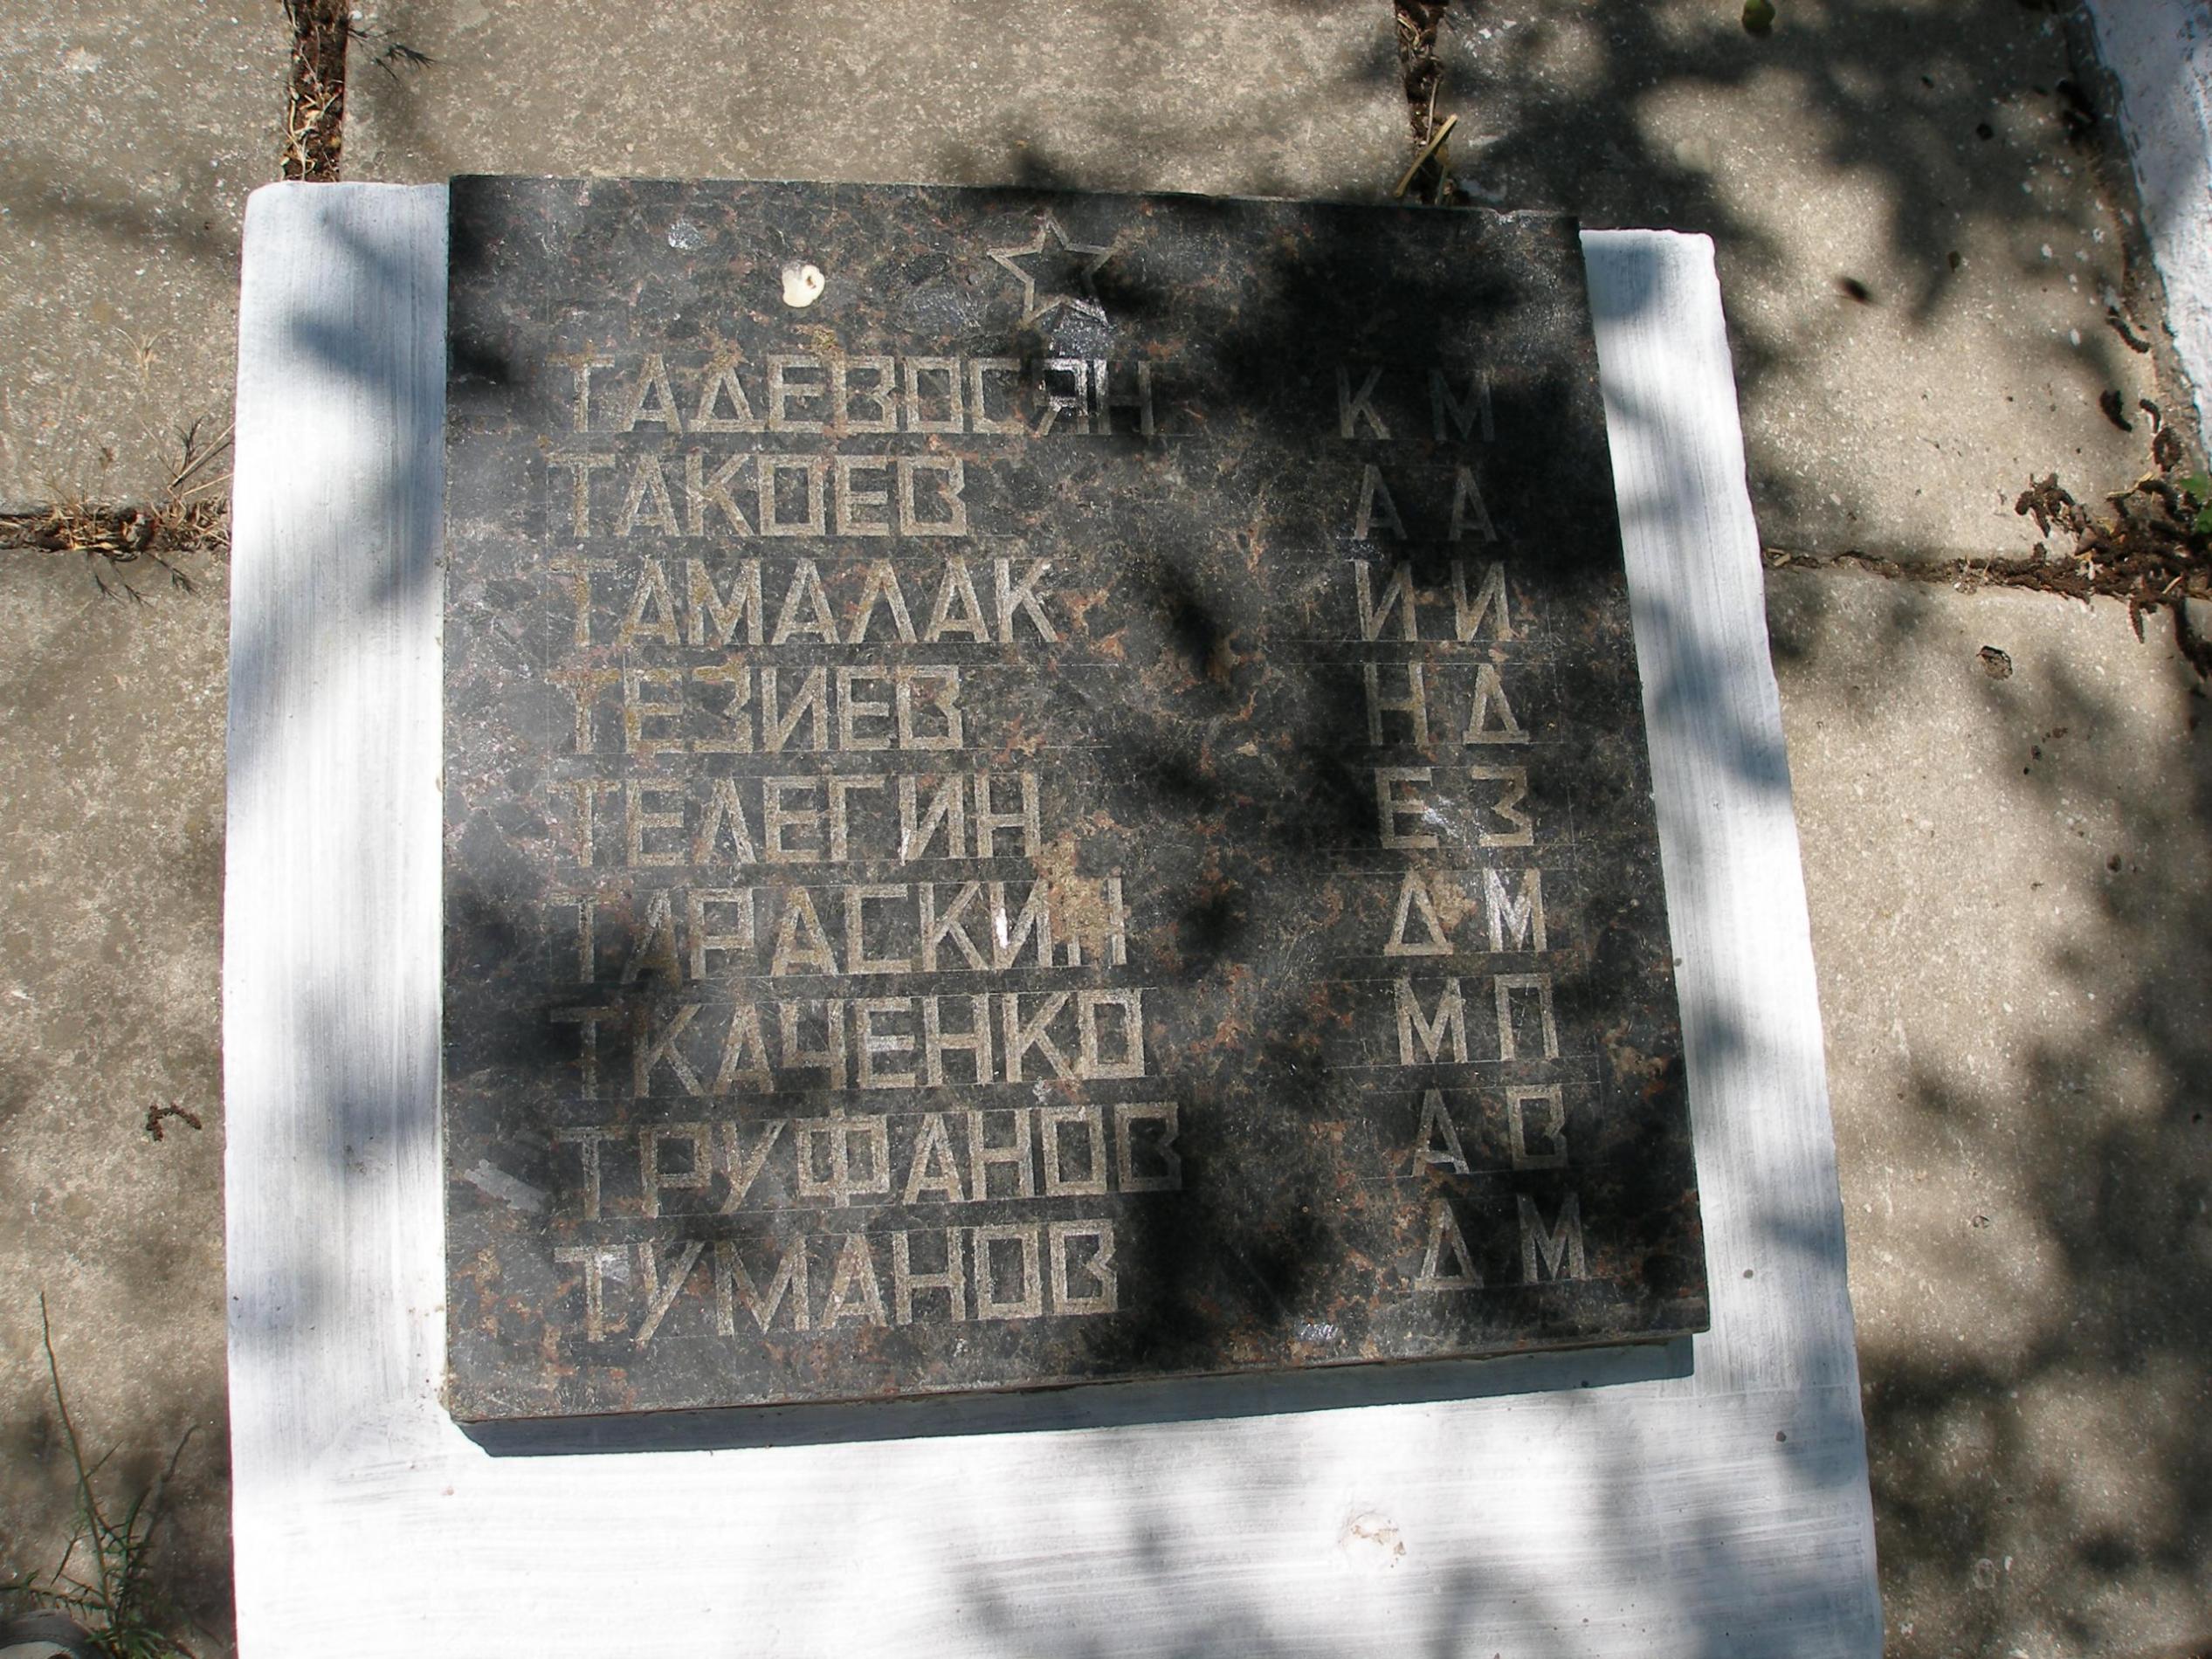 ТАДЕВОСЯН К М
ТАКОЕВ А А
ТАМАЛАК И И
ТЕЗИЕВ Н Д
ТЕЛЕГИН Е З
ТАРАСКИН Д М
ТКАЧЕНКО М П
ТРУФАНОВ А В
ТУМАНОВ Д М